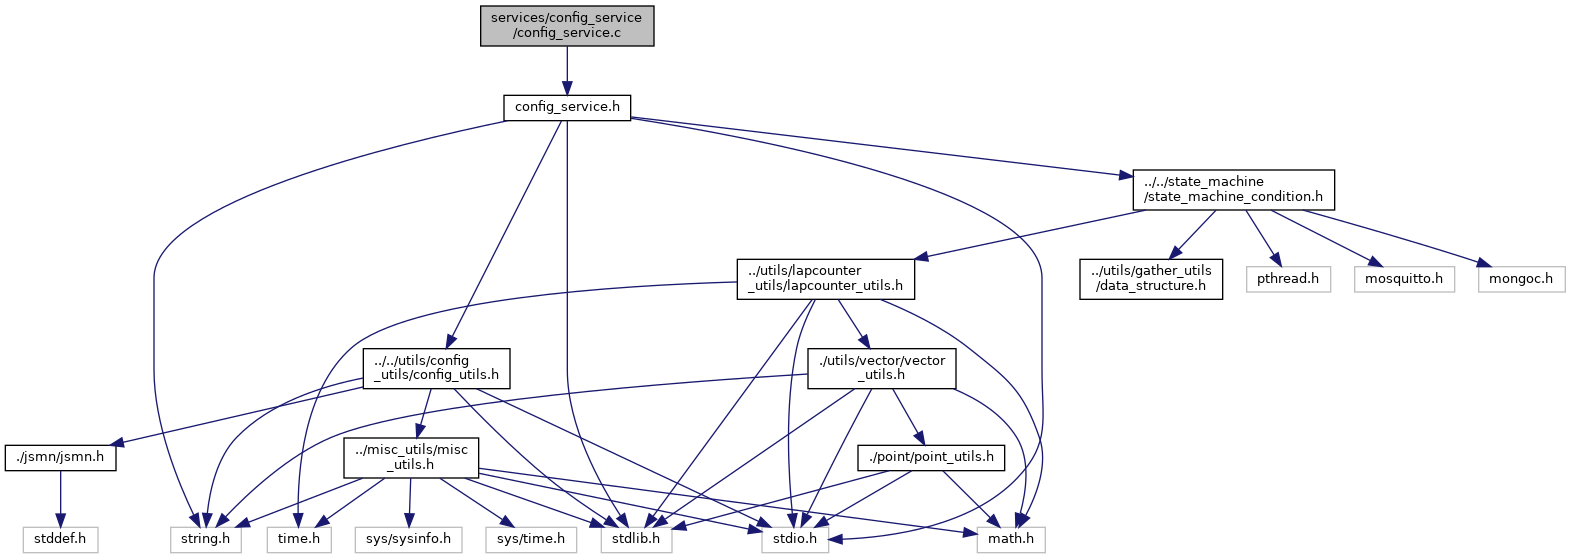 services/config_service
/config_service.c
config_service.h
../../state_machine
/state_machine_condition.h
../utils/lapcounter
_utils/lapcounter_utils.h
../utils/gather_utils
/data_structure.h
pthread.h
mosquitto.h
mongoc.h
../../utils/config
_utils/config_utils.h
./utils/vector/vector
_utils.h
./jsmn/jsmn.h
../misc_utils/misc
_utils.h
./point/point_utils.h
stddef.h
string.h
time.h
sys/sysinfo.h
sys/time.h
stdlib.h
stdio.h
math.h